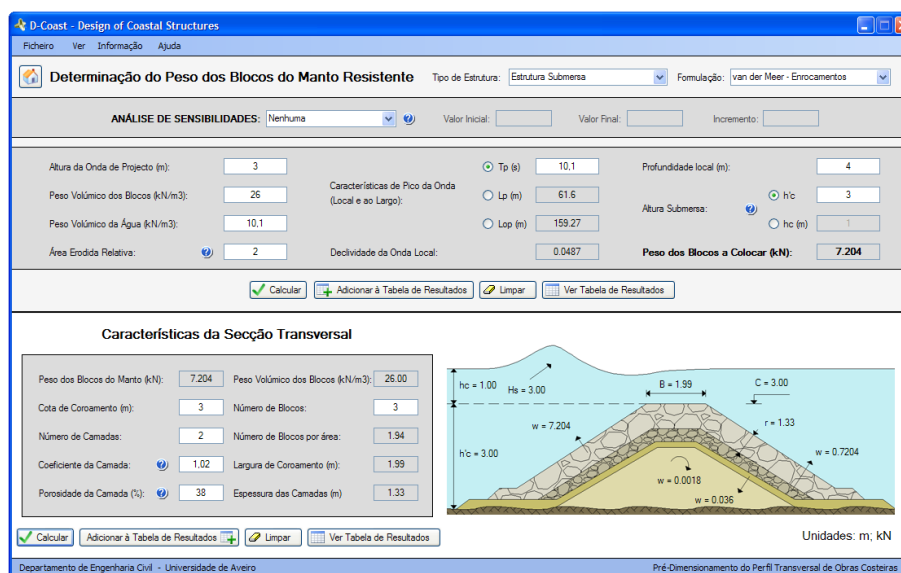 D-Coast - Design of Coastal Structures
Ficheiro Ver Informação Ajuda
Determinação do Peso dos Blocos do Manto Resistente Tipo de Estrutura: Estrutura Submersa Formulação: van der Meer - Enrocamentos
ANÁLISE DE SENSIBILIDADES: Nenhuma Valor Inicial: Valor Final: Incremento:
Altura da Onda de Projecto (m): 3 Tp (s) 10,1 Profundidade local (m): 4
Peso Volúmico dos Blocos (kN/m3): 26 Características de Pico da Onda (Local e ao Largo): Lp (m) 61.6 h'c 3
Peso Volúmico da Água (kN/m3): 10,1 Lop (m) 159.27 Altura Submersa: hc (m) 1
Área Erodida Relativa: 2 Declividade da Onda Local: 0.0487 Peso dos Blocos a Colocar (kN): 7.204
Calcular Adicionar à Tabela de Resultados Limpar Ver Tabela de Resultados
Características da Secção Transversal
Peso dos Blocos do Manto (kN): 7.204 Peso Volúmico dos Blocos (kN/m3): 26.00
Cota de Coroamento (m): 3 Número de Blocos: 3
Número de Camadas: 2 Número de Blocos por área: 1.94
Coeficiente da Camada: 1,02 Largura de Coroamento (m): 1.99
Porosidade da Camada (%): 38 Espessura das Camadas (m) 1.33
hc = 1.00 Hs = 3.00 B = 1.99 C = 3.00
w = 7.204 r = 1.33
h'c = 3.00 w = 0.7204
w = 0.0018
w = 0.036
Calcular Adicionar à Tabela de Resultados Limpar Ver Tabela de Resultados Unidades: m; kN
Departamento de Engenharia Civil - Universidade de Aveiro Pré-Dimensionamento do Perfil Transversal de Obras Costeiras